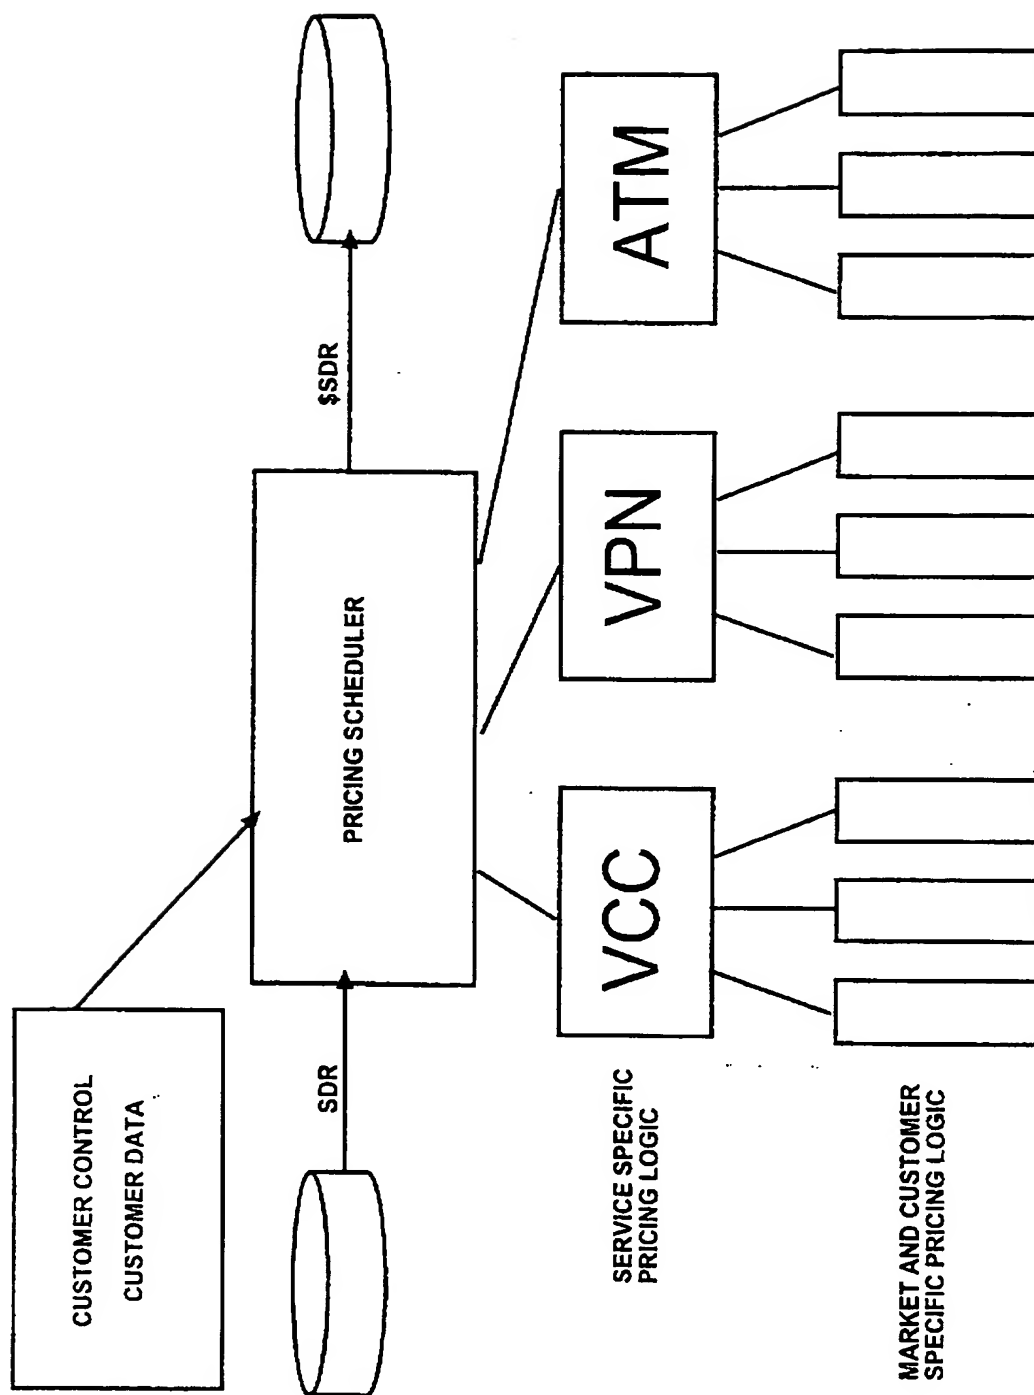 CUSTOMER CONTROL
CUSTOMER DATA
SDR
PRICING SCHEDULER
$SDR
SERVICE SPECIFIC
PRICING LOGIC
VCC
VPN
ATM
MARKET AND CUSTOMER
SPECIFIC PRICING LOGIC